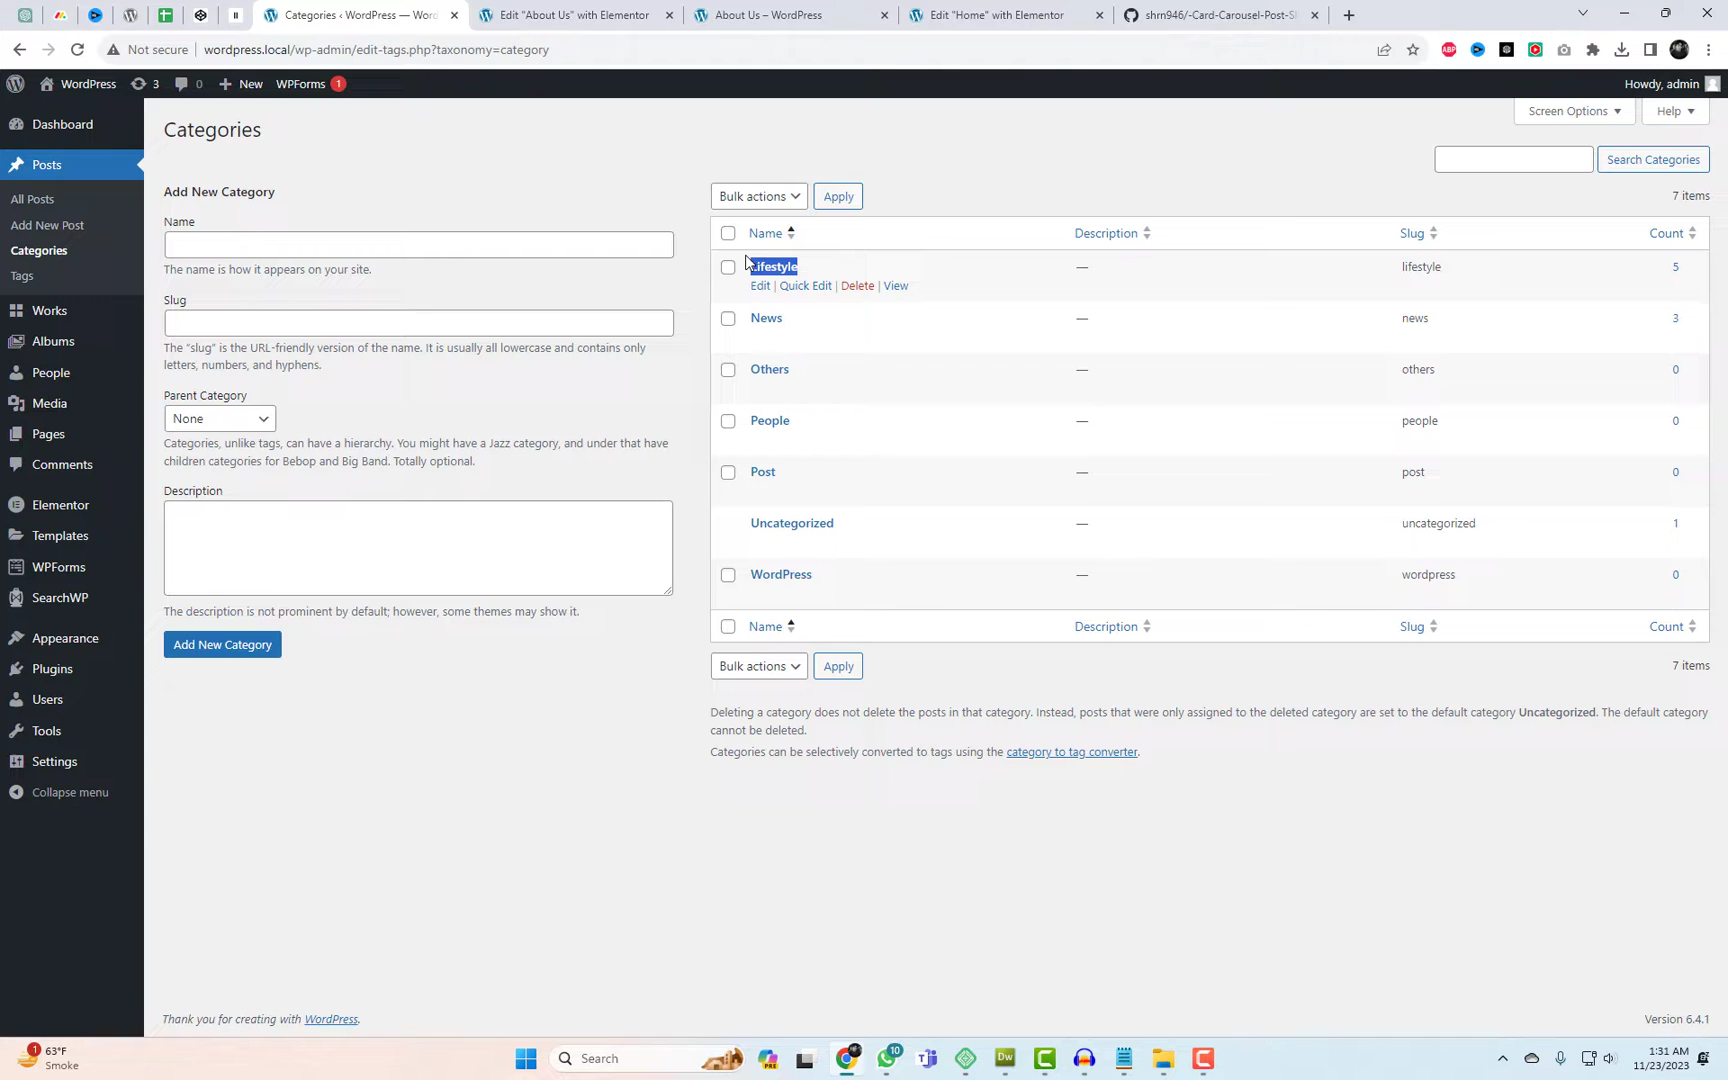 Categories ‹ WordPress — Wor
Edit "About Us" with Elementor
About Us – WordPress
Edit "Home" with Elementor
shrn946/-Card-Carousel-Post-Sl
Not secure
wordpress.local/wp-admin/edit-tags.php?taxonomy=category
WordPress
3
0
New
WPForms
1
Howdy, admin
Screen Options
Help
Dashboard
Posts
All Posts
Add New Post
Categories
Tags
Works
Albums
People
Media
Pages
Comments
Elementor
Templates
WPForms
SearchWP
Appearance
Plugins
Users
Tools
Settings
Collapse menu
Categories
Add New Category
Name
The name is how it appears on your site.
Slug
The “slug” is the URL-friendly version of the name. It is usually all lowercase and contains only
letters, numbers, and hyphens.
Parent Category
None
Categories, unlike tags, can have a hierarchy. You might have a Jazz category, and under that have
children categories for Bebop and Big Band. Totally optional.
Description
The description is not prominent by default; however, some themes may show it.
Add New Category
Search Categories
Bulk actions
Apply
7 items
Name
Description
Slug
Count
Lifestyle — lifestyle 5
Edit | Quick Edit | Delete | View
News — news 3
Others — others 0
People — people 0
Post — post 0
Uncategorized — uncategorized 1
WordPress — wordpress 0
Name
Description
Slug
Count
Bulk actions
Apply
7 items
Deleting a category does not delete the posts in that category. Instead, posts that were only assigned to the deleted category are set to the default category Uncategorized. The default category
cannot be deleted.
Categories can be selectively converted to tags using the category to tag converter.
Thank you for creating with WordPress.
Version 6.4.1
1
63°F
Smoke
Search
PRE
10
Dw
1:31 AM
11/23/2023